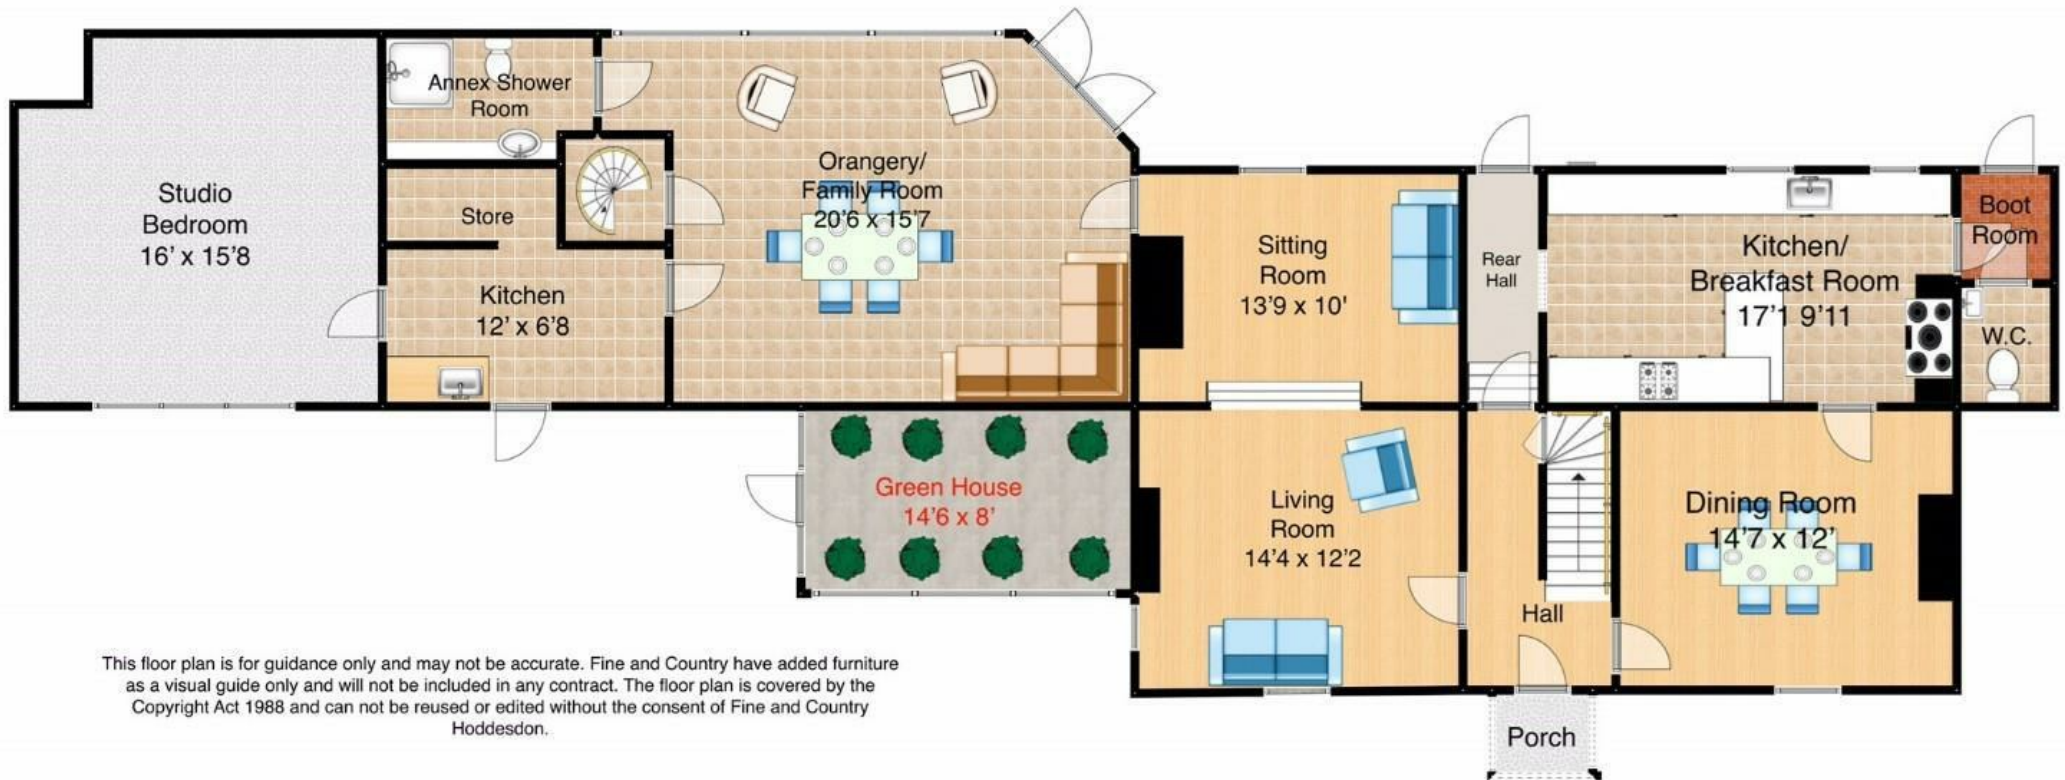 Annex Shower
Room
Studio
Bedroom
16' x 15'8
Store
Kitchen
12' x 6'8
Orangery/
Family Room
20'6 x 15'7
Sitting
Room
13'9 x 10'
Rear
Hall
Kitchen/
Breakfast Room
17'1 9'11
Boot
Room
W.C.
Green House
14'6 x 8'
Living
Room
14'4 x 12'2
Hall
Dining Room
14'7 x 12'
Porch
This floor plan is for guidance only and may not be accurate. Fine and Country have added furniture
as a visual guide only and will not be included in any contract. The floor plan is covered by the
Copyright Act 1988 and can not be reused or edited without the consent of Fine and Country
Hoddesdon.